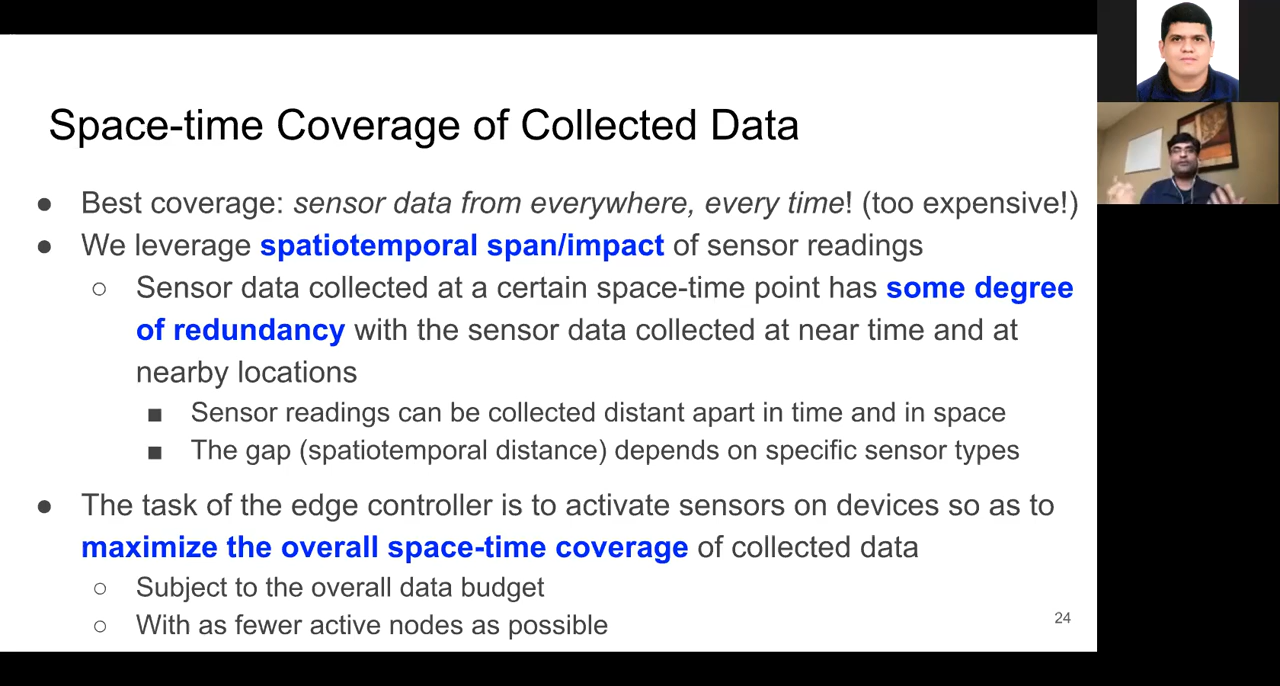 Space-time Coverage of Collected Data
● Best coverage: sensor data from everywhere, every time! (too expensive!)
● We leverage spatiotemporal span/impact of sensor readings
○ Sensor data collected at a certain space-time point has some degree
of redundancy with the sensor data collected at near time and at
nearby locations
■ Sensor readings can be collected distant apart in time and in space
■ The gap (spatiotemporal distance) depends on specific sensor types
● The task of the edge controller is to activate sensors on devices so as to
maximize the overall space-time coverage of collected data
○ Subject to the overall data budget
○ With as fewer active nodes as possible
24